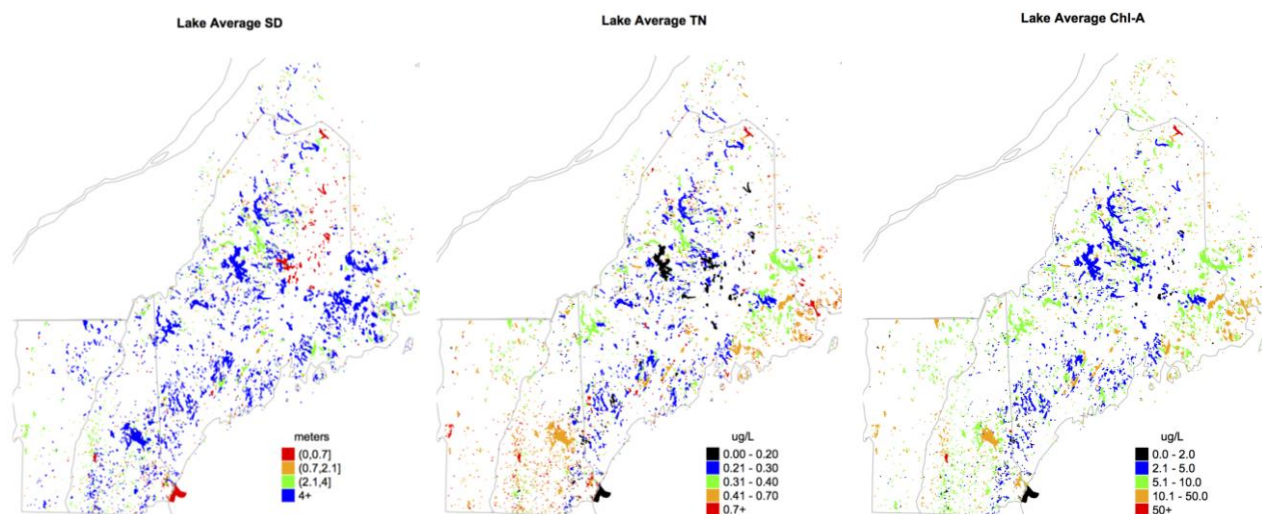 Lake Average SD
Lake Average TN
Lake Average Chl-A
meters
(0,0.7]
(0.7,2.1]
(2.1,4]
4+
ug/L
0.00 - 0.20
0.21 - 0.30
0.31 - 0.40
0.41 - 0.70
0.7+
ug/L
0.0 - 2.0
2.1 - 5.0
5.1 - 10.0
10.1 - 50.0
50+